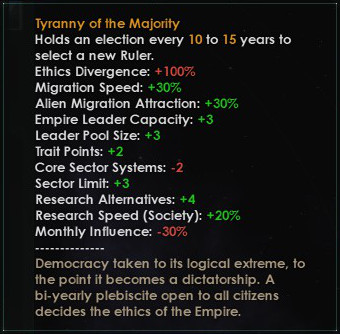 Tyranny of the Majority
Holds an election every 10 to 15 years to
select a new Ruler.
Ethics Divergence: +100%
Migration Speed: +30%
Alien Migration Attraction: +30%
Empire Leader Capacity: +3
Leader Pool Size: +3
Trait Points: +2
Core Sector Systems: -2
Sector Limit: +3
Research Alternatives: +4
Research Speed (Society): +20%
Monthly Influence: -30%
--------------
Democracy taken to its logical extreme, to
the point it becomes a dictatorship. A
bi-yearly plebiscite open to all citizens
decides the ethics of the Empire.